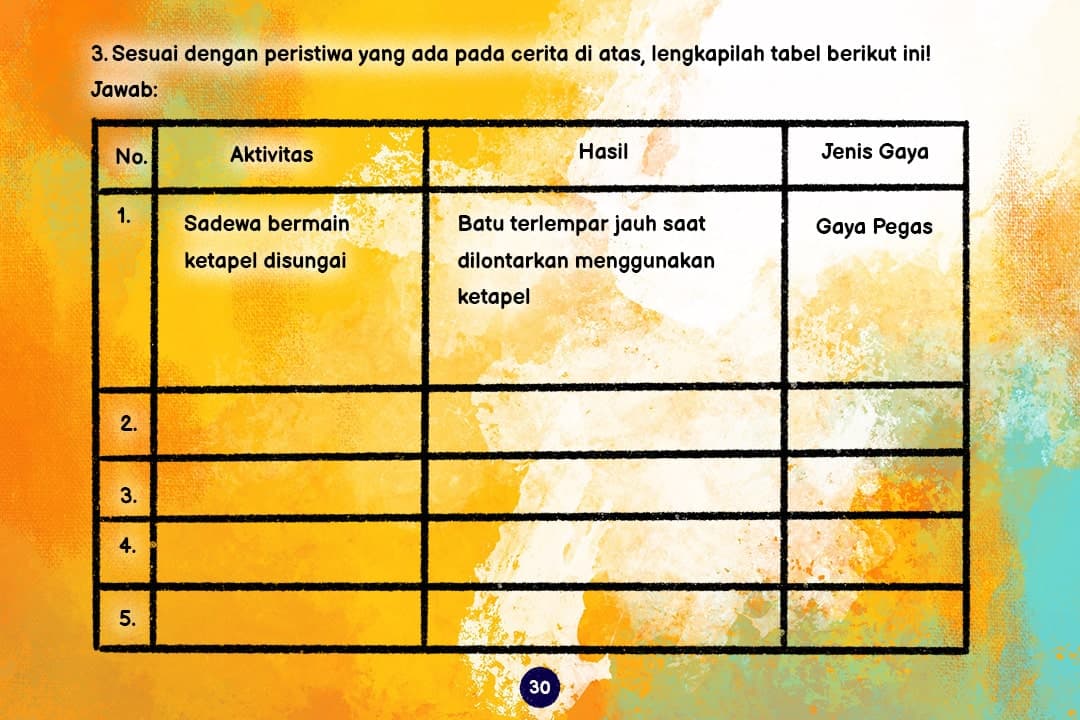 3. Sesuai dengan peristiwa yang ada pada cerita di atas, lengkapilah tabel berikut ini!
Jawab:
No. Aktivitas Hasil Jenis Gaya
1. Sadewa bermain Batu terlempar jauh saat Gaya Pegas
ketapel disungai dilontarkan menggunakan
ketapel
2.
3.
4.
5.
30